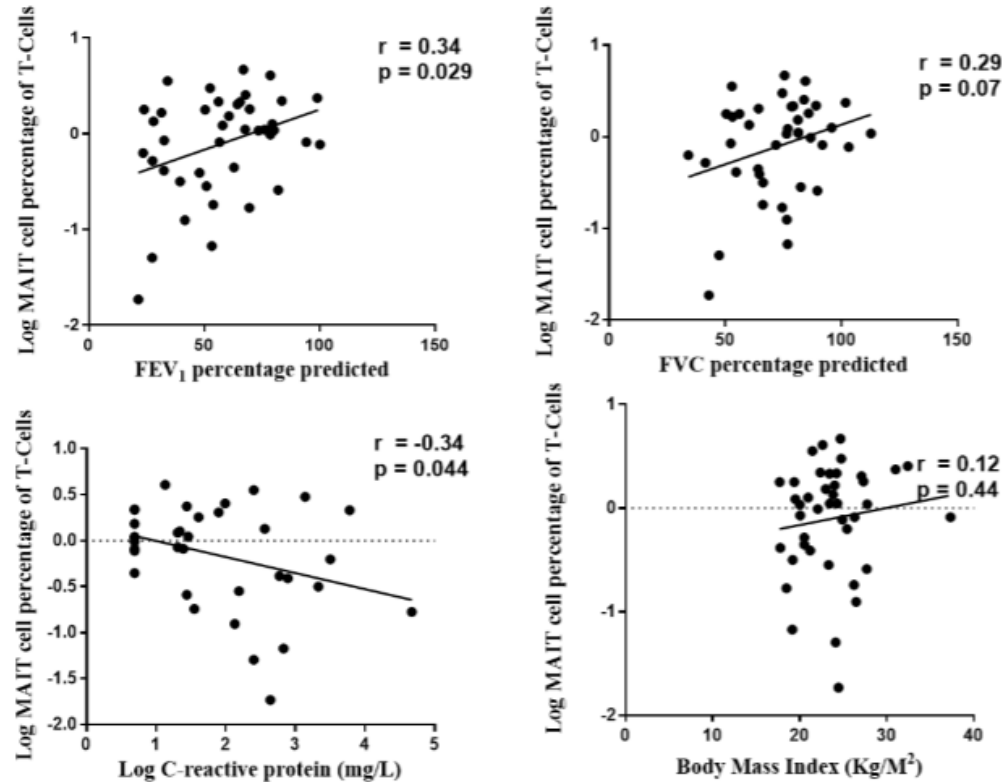 Log MAIT cell percentage of T-Cells
1
0
-1
-2
0
50
100
150
r = 0.34
p = 0.029
FEV₁ percentage predicted
Log MAIT cell percentage of T-Cells
1
0
-1
-2
0
50
100
150
r = 0.29
p = 0.07
FVC percentage predicted
Log MAIT cell percentage of T-Cells
1.0
0.5
0.0
-0.5
-1.0
-1.5
-2.0
0
1
2
3
4
5
r = -0.34
p = 0.044
Log C-reactive protein (mg/L)
Log MAIT cell percentage of T-Cells
1
0
-1
-2
0
10
20
30
40
r = 0.12
p = 0.44
Body Mass Index (Kg/M²)